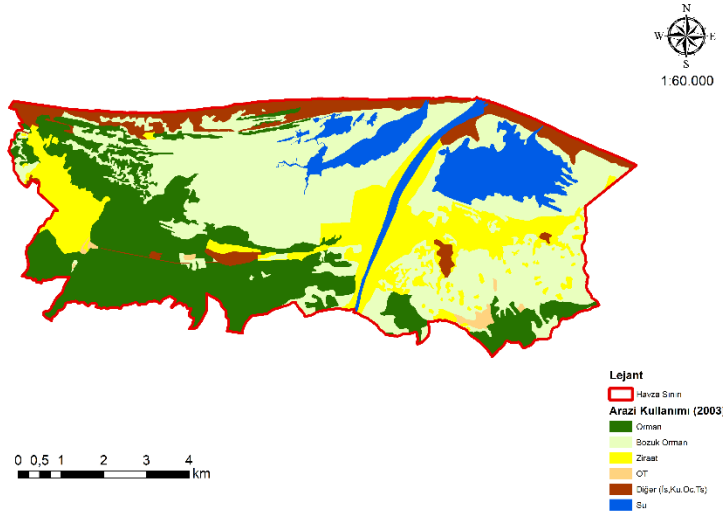 N
W E
S
1:60.000
Lejant
Havza Sınırı
Arazi Kullanımı (2003)
Orman
Bozuk Orman
Ziraat
OT
Diğer (İs,Ku,Oc,Ts)
Su
0 0,5 1 2 3 4
km